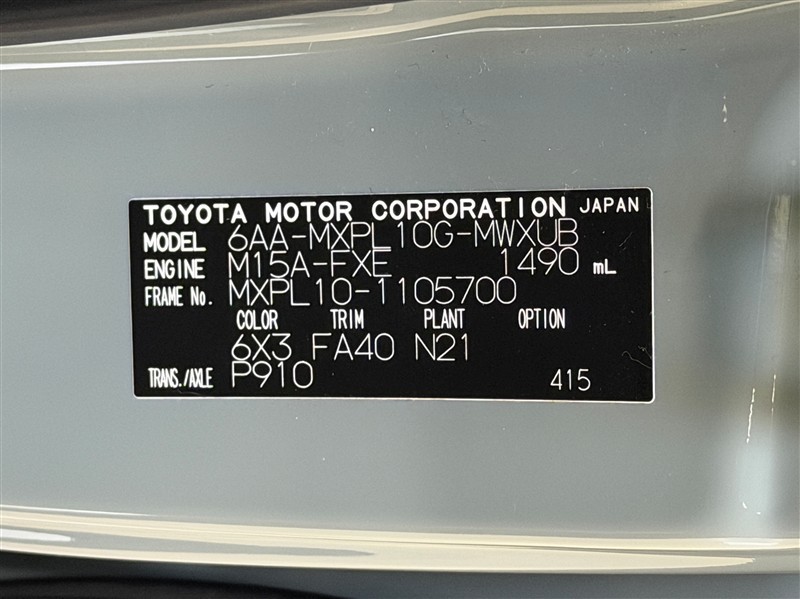 TOYOTA MOTOR CORPORATION JAPAN
MODEL 6AA-MXPL10G-MWXUB
ENGINE M15A-FXE 1490 mL
FRAME No. MXPL10-1105700
COLOR TRIM PLANT OPTION
6X3 FA40 N21
TRANS./AXLE P910 415